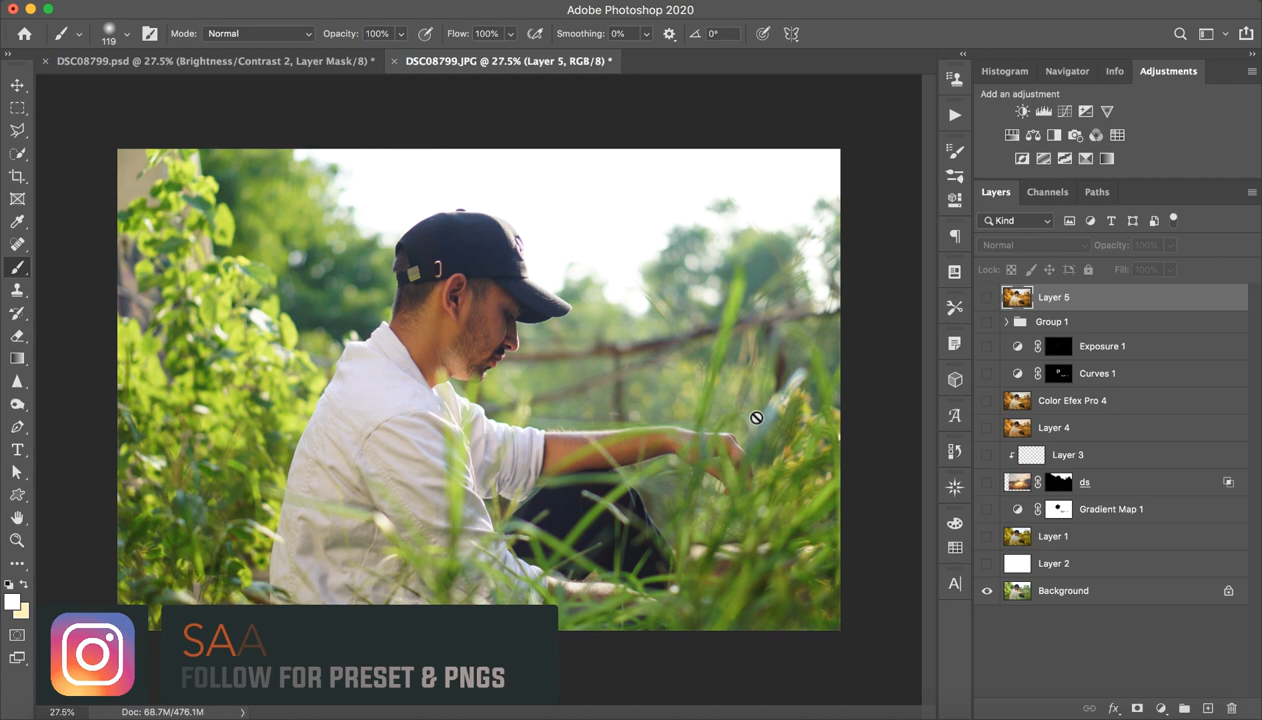 Adobe Photoshop 2020
119
Mode: Normal
Opacity: 100%
Flow: 100%
Smoothing: 0%
0°
DSC08799.psd @ 27.5% (Brightness/Contrast 2, Layer Mask/8) *
DSC08799.JPG @ 27.5% (Layer 5, RGB/8) *
Histogram
Navigator
Info
Adjustments
Add an adjustment
Layers
Channels
Paths
Kind
Normal
Opacity: 100%
Lock:
Fill: 100%
Layer 5
Group 1
Exposure 1
Curves 1
Color Efex Pro 4
Layer 4
Layer 3
ds
Gradient Map 1
Layer 1
Layer 2
Background
SAA
FOLLOW FOR PRESET & PNGS
27.5%
Doc: 68.7M/476.1M